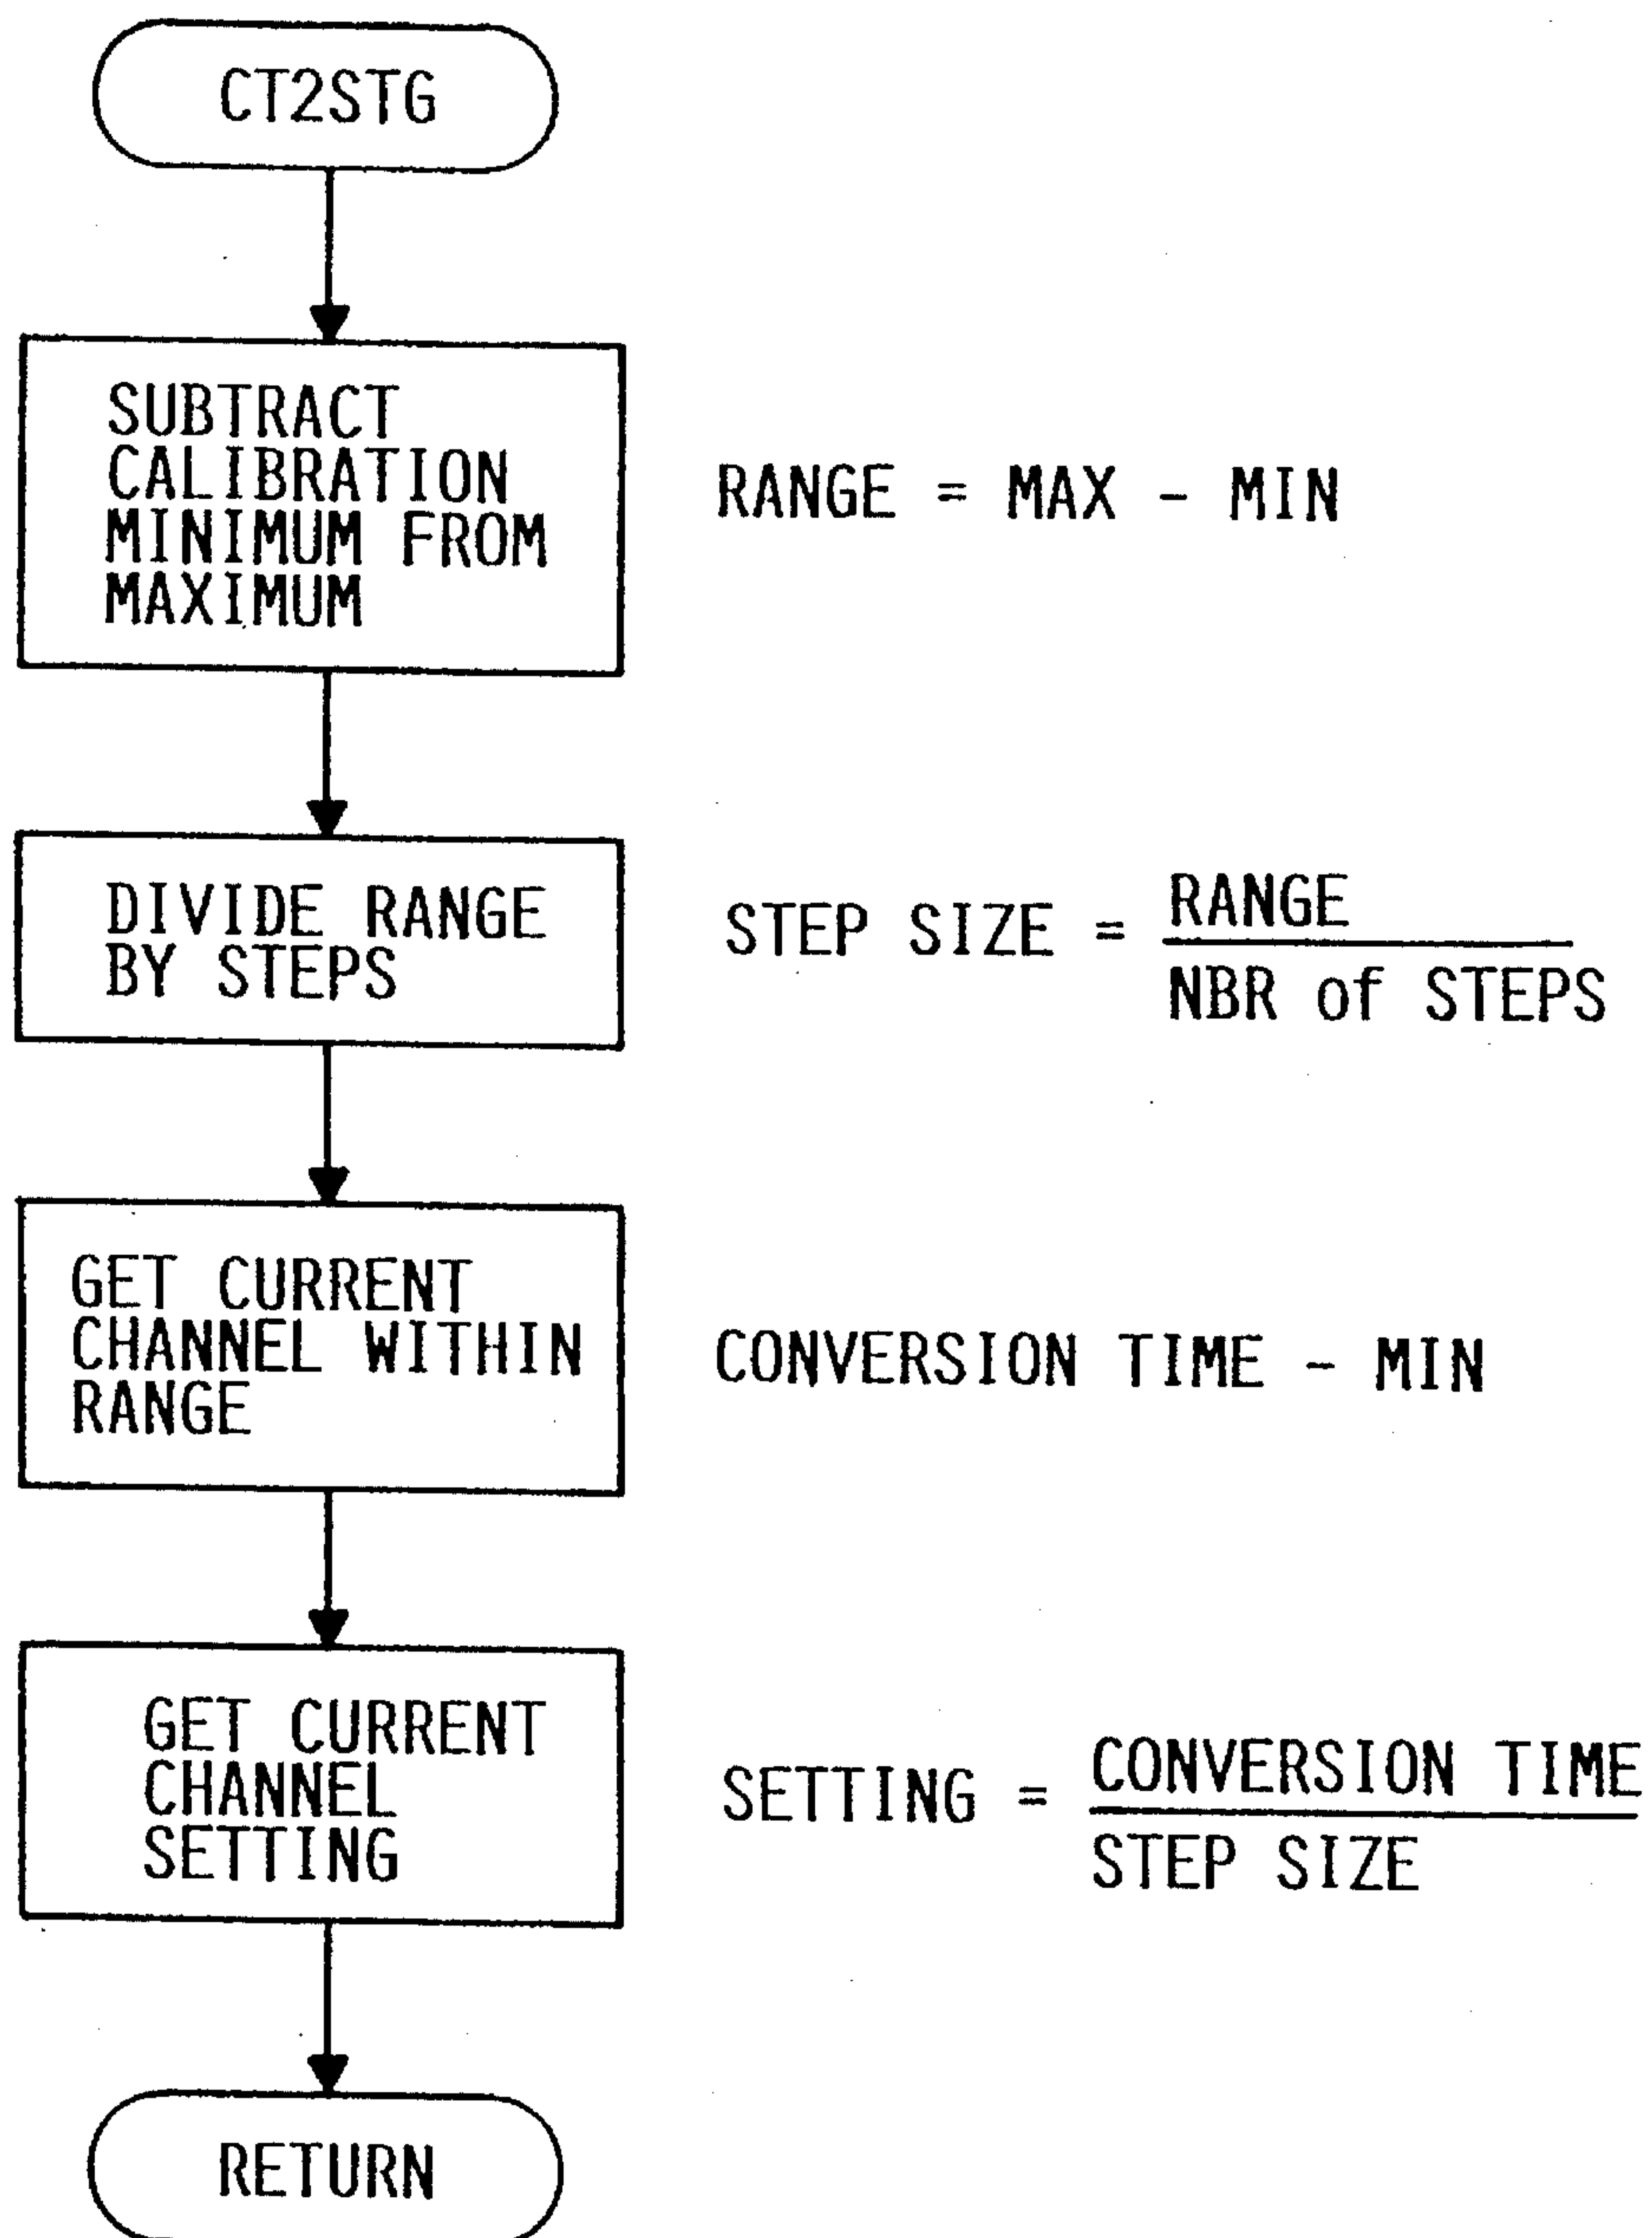 CT2STG
SUBTRACT
CALIBRATION
MINIMUM FROM
MAXIMUM
RANGE = MAX - MIN
DIVIDE RANGE
BY STEPS
STEP SIZE = RANGE
NBR of STEPS
GET CURRENT
CHANNEL WITHIN
RANGE
CONVERSION TIME - MIN
GET CURRENT
CHANNEL
SETTING
SETTING = CONVERSION TIME
STEP SIZE
RETURN